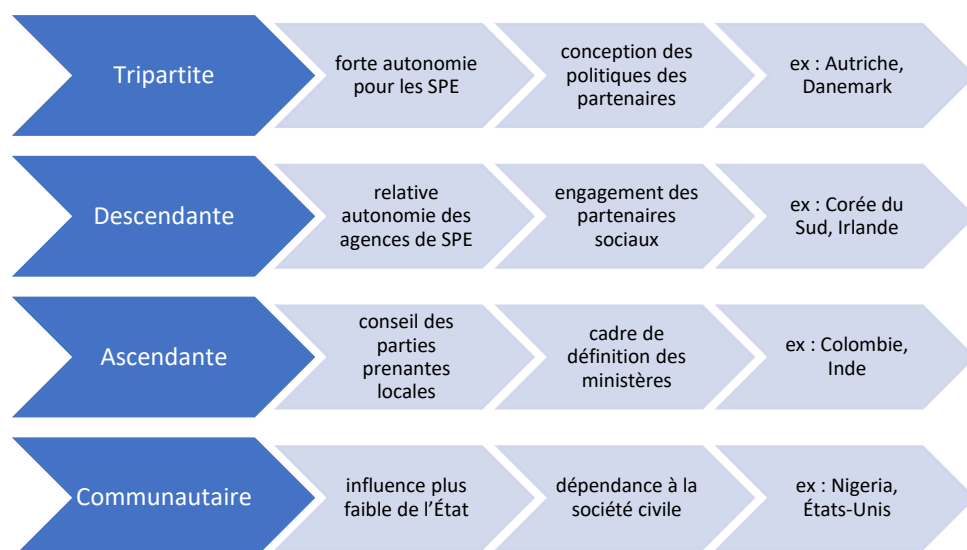 Tripartite
forte autonomie
pour les SPE
conception des
politiques des
partenaires
ex : Autriche,
Danemark
Descendante
relative
autonomie des
agences de SPE
engagement des
partenaires
sociaux
ex : Corée du
Sud, Irlande
Ascendante
conseil des
parties
prenantes
locales
cadre de
définition des
ministères
ex : Colombie,
Inde
Communautaire
influence plus
faible de l’État
dépendance à la
société civile
ex : Nigeria,
États-Unis